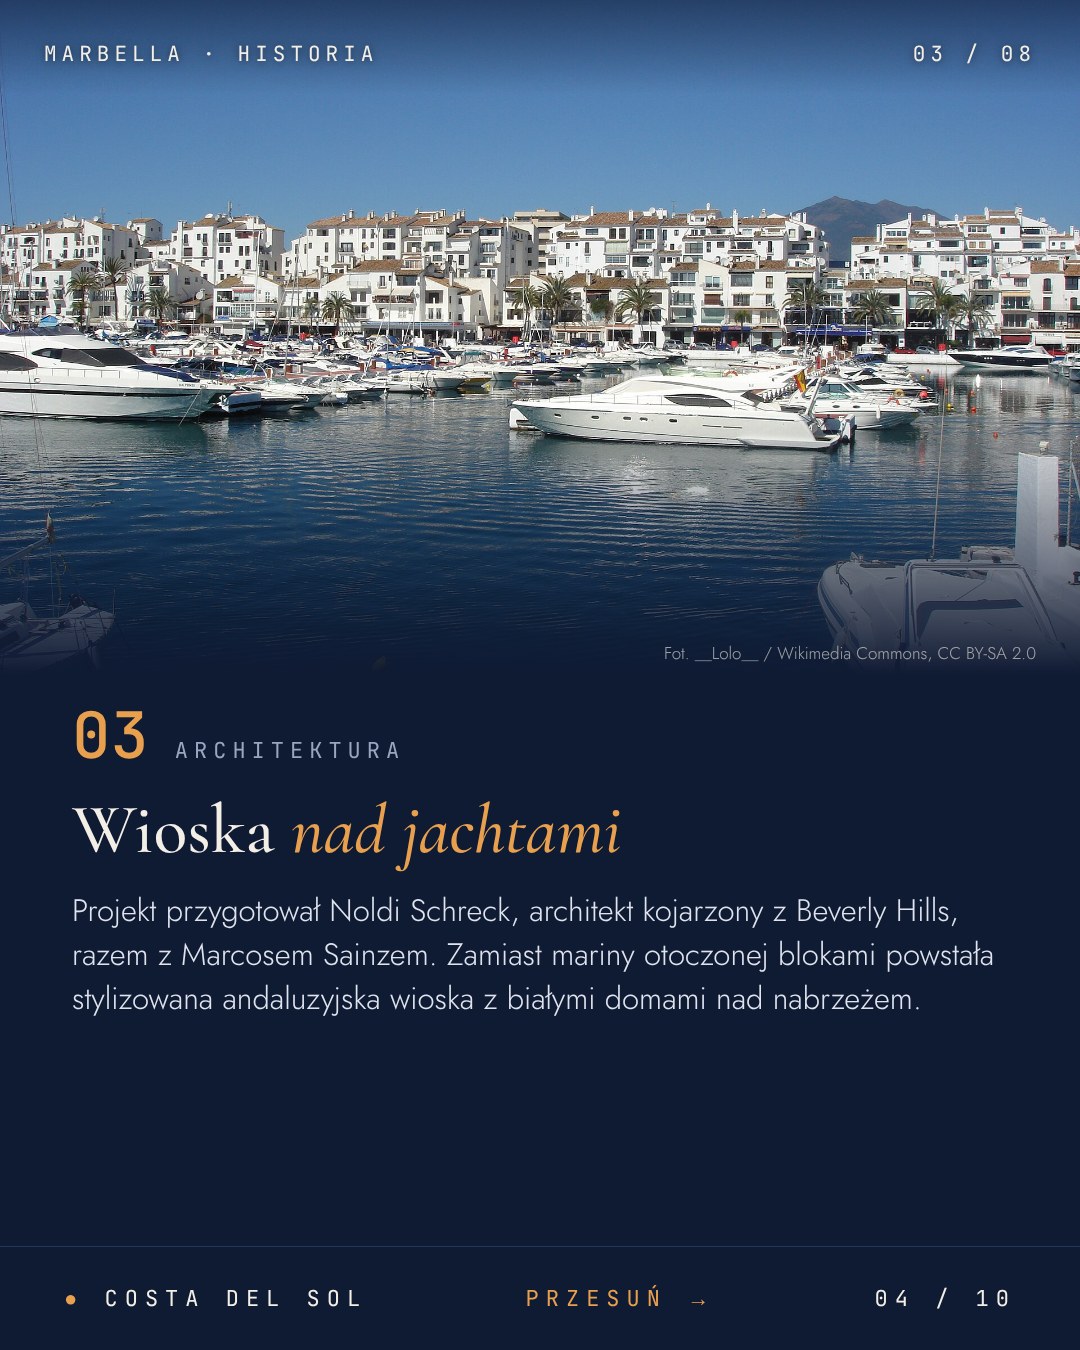 MARBELLA · HISTORIA
03 / 08
Fot. __Lolo__ / Wikimedia Commons, CC BY-SA 2.0
03 ARCHITEKTURA
Wioska nad jachtami
Projekt przygotował Noldi Schreck, architekt kojarzony z Beverly Hills,
razem z Marcosem Sainzem. Zamiast mariny otoczonej blokami powstała
stylizowana andaluzyjska wioska z białymi domami nad nabrzeżem.
• COSTA DEL SOL
PRZESUŃ →
04 / 10